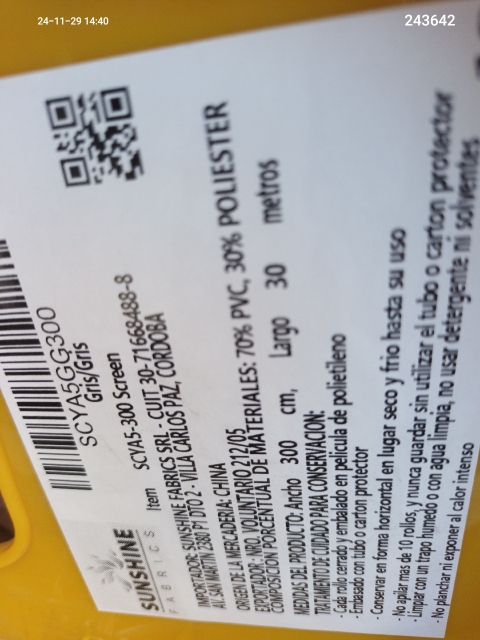 24-11-29 14:40
243642
SCYA5GG300
Gris/Gris
SUNSHINE
FABRICS
Item SCYA5-300 Screen
IMPORTADOR: SUNSHINE FABRICS SRL - CUIT 30-71668488-8
AV. SAN MARTIN 2380 P1 DTO 2 - VILLA CARLOS PAZ, CORDOBA
ORIGEN DE LA MERCADERIA: CHINA
EXPORTADOR: NRO. VOLUNTARIO 212/05
COMPOSICION PORCENTUAL DE MATERIALES: 70% PVC, 30% POLIESTER
MEDIDAS DEL PRODUCTO: Ancho 300 cm, Largo 30 metros
TRATAMIENTO DE CUIDADO PARA CONSERVACION:
- Cada rollo cerrado y embalado en pelicula de polietileno
- Embasado con tubo o carton protector
- Conservar en forma horizontal en lugar seco y frio hasta su uso
- No apilar mas de 10 rollos, y nunca guardar sin utilizar el tubo o carton protector
- Limpiar con un trapo humedo o con agua limpia, no usar detergente ni solventes
- No planchar ni exponer al calor intenso